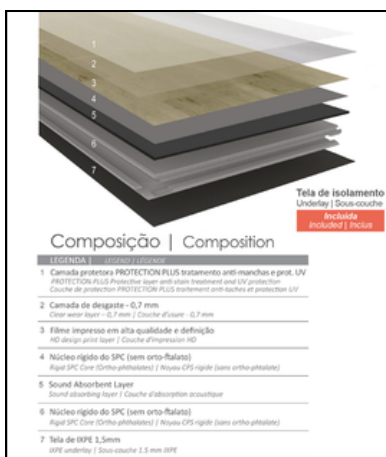 1
2
3
4
5
6
7
Tela de isolamento
Underlay | Sous-couche
Incluída
Included | Inclus
Composição | Composition
LEGENDA | LEGEND | LÉGENDE
1 Camada protetora PROTECTION PLUS tratamento anti-manchas e prot. UV
PROTECTION PLUS Protective layer anti-stain treatment and UV protection
Couche de protection PROTECTION PLUS traitement anti-taches et protection UV
2 Camada de desgaste - 0,7 mm
Clear wear layer – 0,7 mm | Couche d'usure - 0,7 mm
3 Filme impresso em alta qualidade e definição
HD design print layer | Couche d'impression HD
4 Núcleo rígido do SPC (sem orto-ftalato)
Rigid SPC Core (Ortho-phthalates) | Noyau CPS rigide (sans ortho-phtalate)
5 Sound Absorbent Layer
Sound absorbing layer | Couche d'absorption acoustique
6 Núcleo rígido do SPC (sem orto-ftalato)
Rigid SPC Core (Ortho-phthalates) | Noyau CPS rigide (sans ortho-phtalate)
7 Tela de IXPE 1,5mm
IXPE underlay | Sous-couche 1.5 mm IXPE